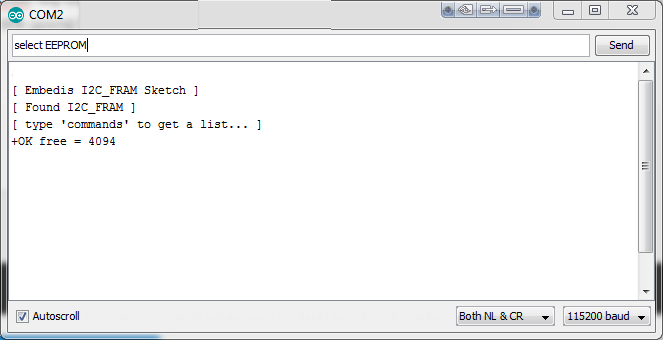 COM2
select EEPROM
Send
[ Embedis I2C_FRAM Sketch ]
[ Found I2C_FRAM ]
[ type 'commands' to get a list... ]
+OK free = 4094
Autoscroll
Both NL & CR
115200 baud